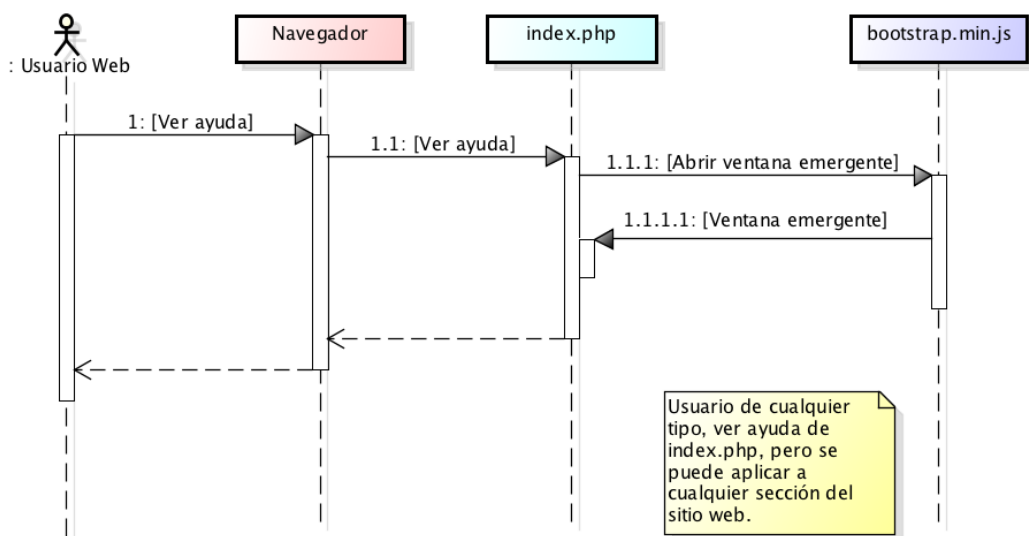 : Usuario Web
Navegador
index.php
bootstrap.min.js
1: [Ver ayuda]
1.1: [Ver ayuda]
1.1.1: [Abrir ventana emergente]
1.1.1.1: [Ventana emergente]
Usuario de cualquier
tipo, ver ayuda de
index.php, pero se
puede aplicar a
cualquier sección del
sitio web.